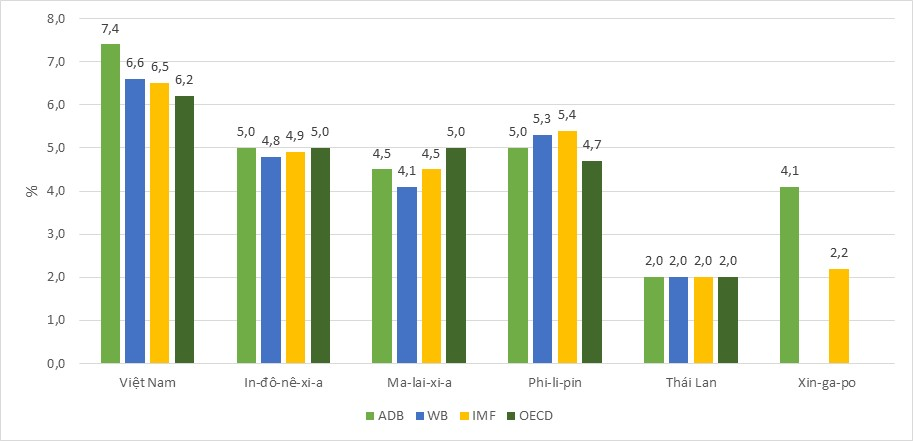 8,0
7,0
6,0
5,0
4,0
3,0
2,0
1,0
0,0
%
7,4 6,6 6,5 6,2
5,0 4,8 4,9 5,0
4,5 4,1 4,5 5,0
5,0 5,3 5,4 4,7
2,0 2,0 2,0 2,0
4,1 2,2
Việt Nam In-đô-nê-xi-a Ma-lai-xi-a Phi-li-pin Thái Lan Xin-ga-po
ADB WB IMF OECD